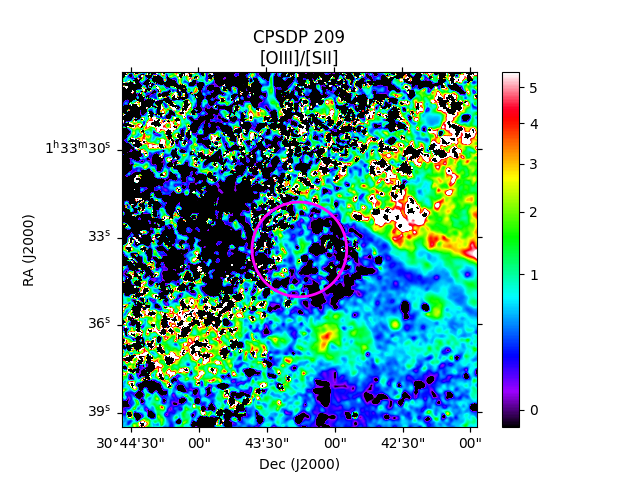 CPSDP 209
[OIII]/[SII]
1ʰ33ᵐ30ˢ
33ˢ
36ˢ
39ˢ
RA (J2000)
30°44'30" 00" 43'30" 00" 42'30" 00"
Dec (J2000)
5
4
3
2
1
0